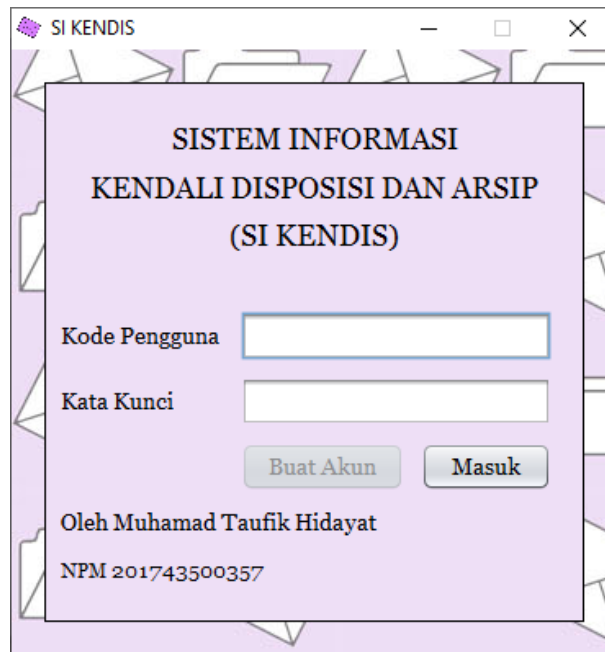 SI KENDIS
SISTEM INFORMASI
KENDALI DISPOSISI DAN ARSIP
(SI KENDIS)
Kode Pengguna
Kata Kunci
Buat Akun Masuk
Oleh Muhamad Taufik Hidayat
NPM 201743500357